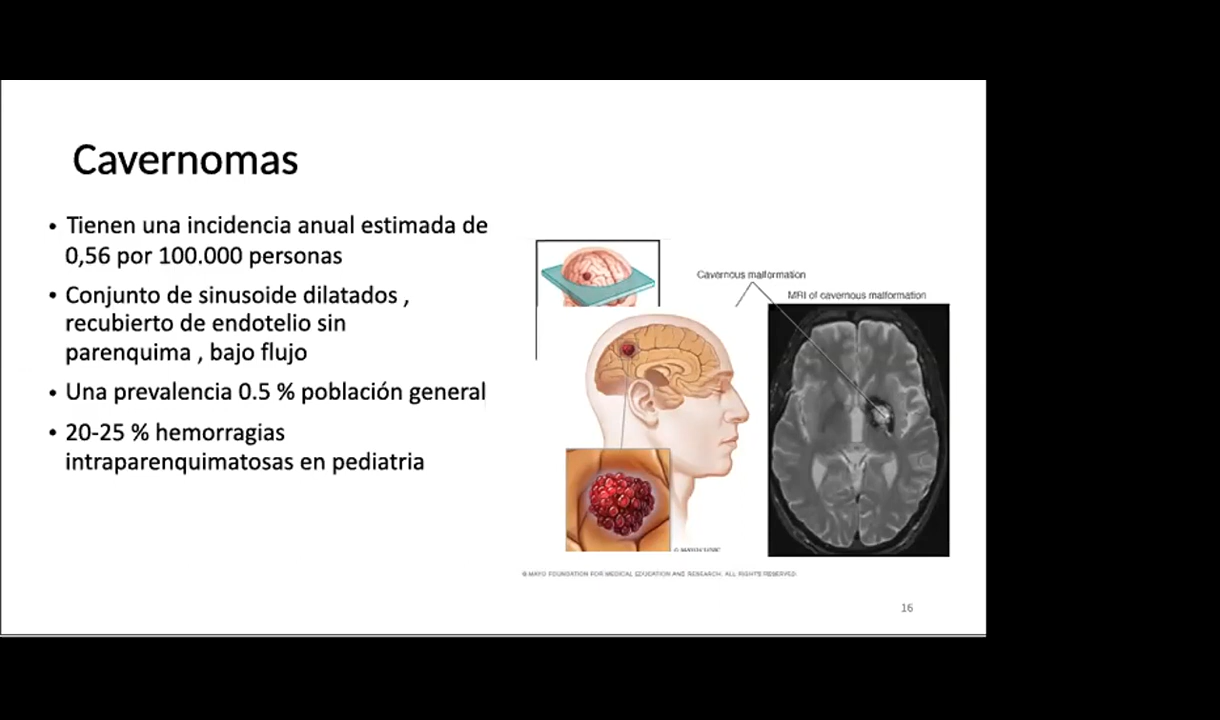 Cavernomas
• Tienen una incidencia anual estimada de
0,56 por 100.000 personas
• Conjunto de sinusoide dilatados ,
recubierto de endotelio sin
parenquima , bajo flujo
• Una prevalencia 0.5 % población general
• 20-25 % hemorragias
intraparenquimatosas en pediatria
Cavernous malformation
MRI of cavernous malformation
© MAYO CLINIC
© MAYO FOUNDATION FOR MEDICAL EDUCATION AND RESEARCH. ALL RIGHTS RESERVED.
16